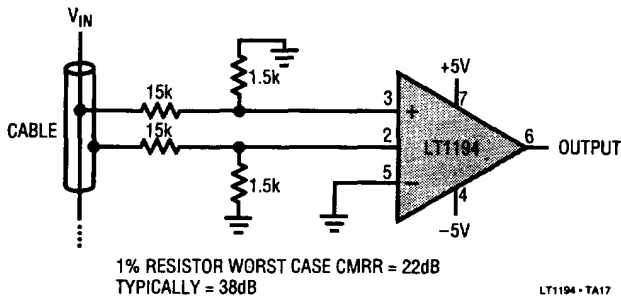 VIN
15k
1.5k
+5V
3
+
7
CABLE
15k
2
LT1194
6
OUTPUT
5
−
4
1.5k
−5V
1% RESISTOR WORST CASE CMRR = 22dB
TYPICALLY = 38dB
LT1194 • TA17